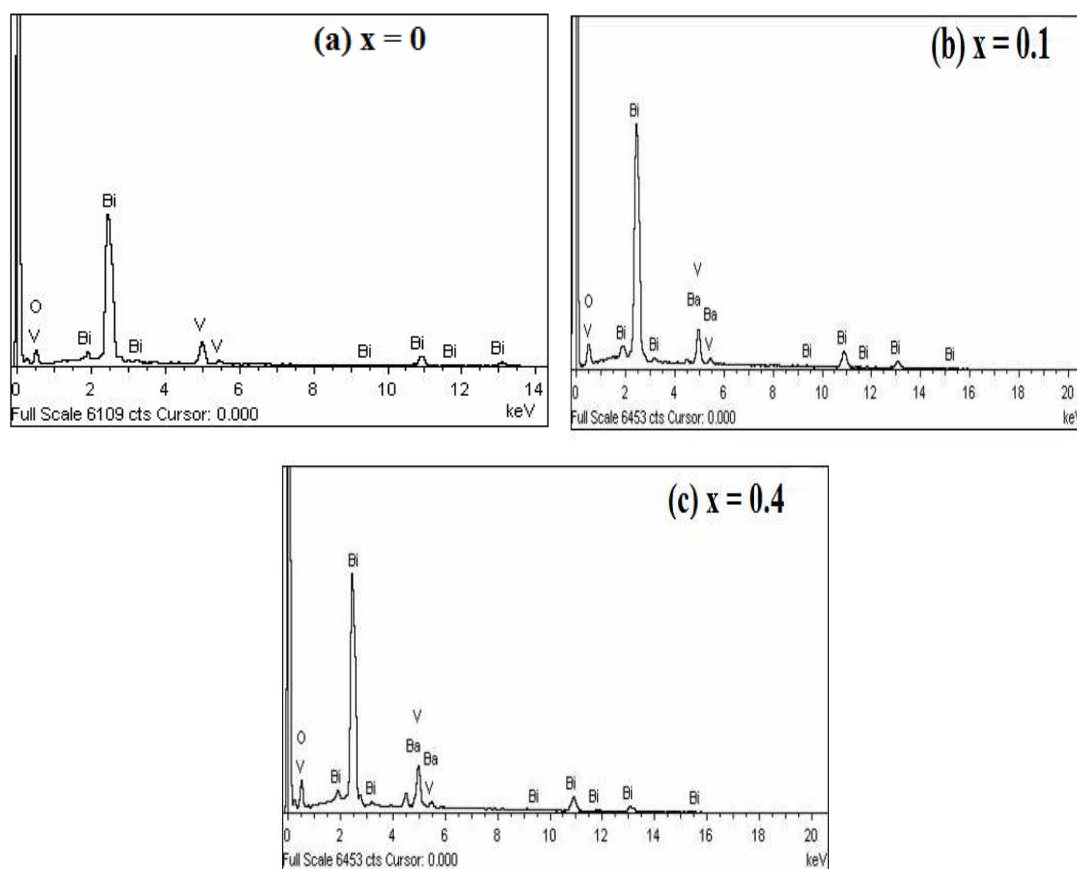 (a) x = 0
Bi
O
V
Bi
Bi
V
V
Bi
Bi
Bi
Bi
0 2 4 6 8 10 12 14
Full Scale 6109 cts Cursor: 0.000 keV
(b) x = 0.1
Bi
V
O
Ba
Ba
V
Bi
Bi
V
Bi
Bi
Bi
Bi
Bi
0 2 4 6 8 10 12 14 16 18 20
Full Scale 6453 cts Cursor: 0.000 keV
(c) x = 0.4
Bi
V
O
Ba
Ba
V
Bi
Bi
V
Bi
Bi
Bi
Bi
Bi
0 2 4 6 8 10 12 14 16 18 20
Full Scale 6453 cts Cursor: 0.000 keV